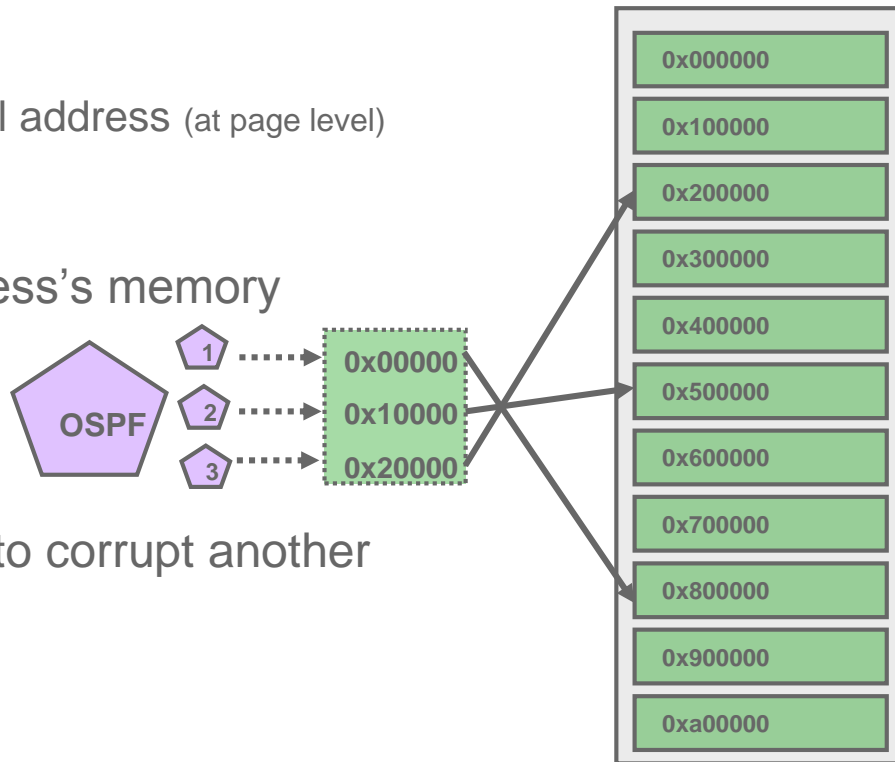 l address (at page level)
ess's memory
to corrupt another
OSPF
1
2
3
0x00000
0x10000
0x20000
0x000000
0x100000
0x200000
0x300000
0x400000
0x500000
0x600000
0x700000
0x800000
0x900000
0xa00000